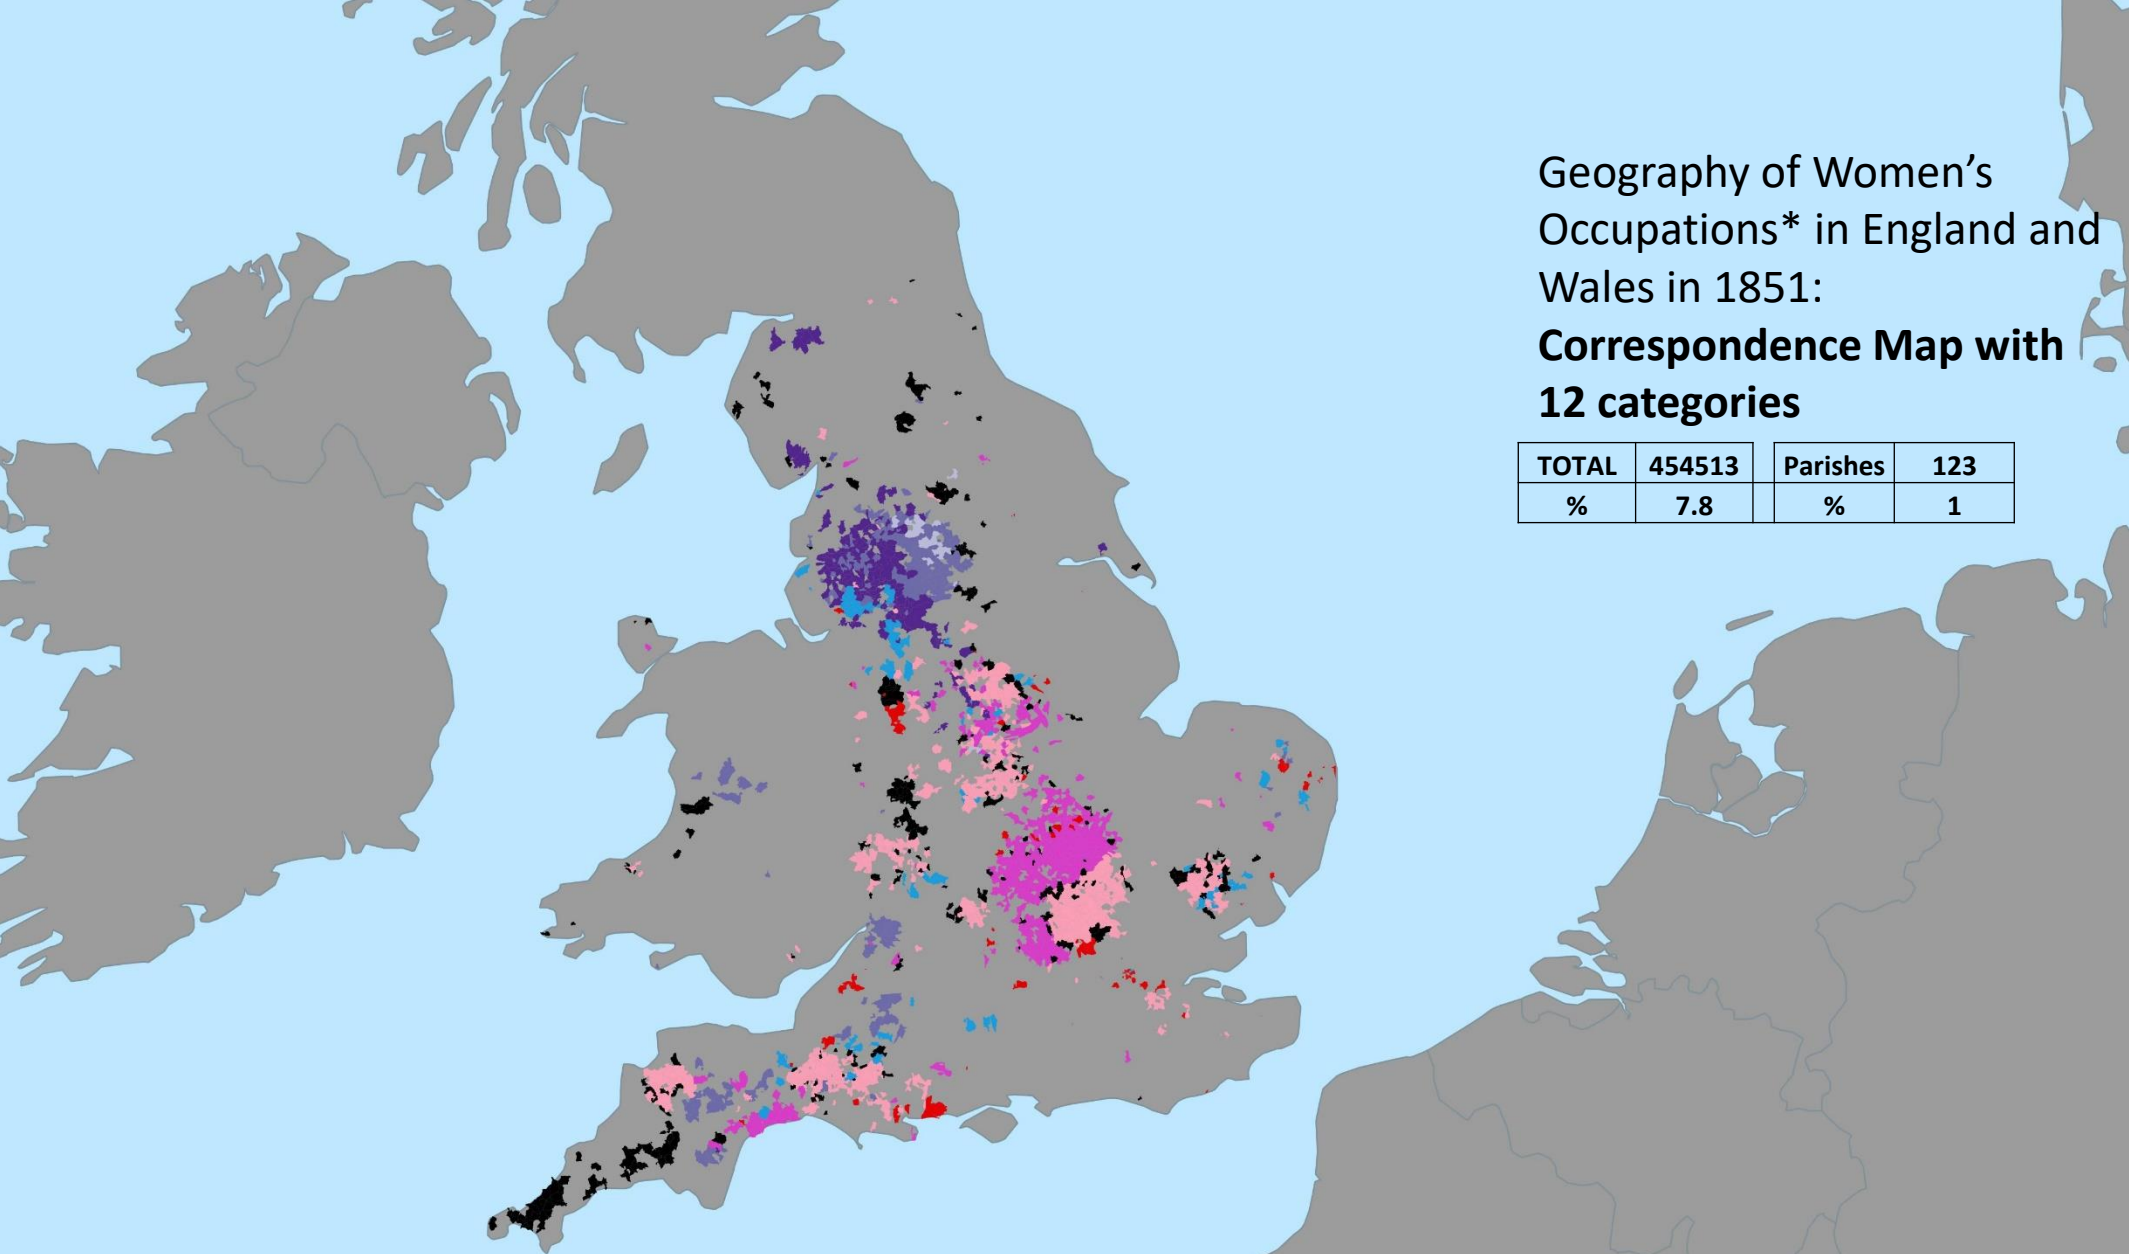 Geography of Women’s
Occupations* in England and
Wales in 1851:
Correspondence Map with
12 categories
TOTAL 454513 Parishes 123
% 7.8 % 1